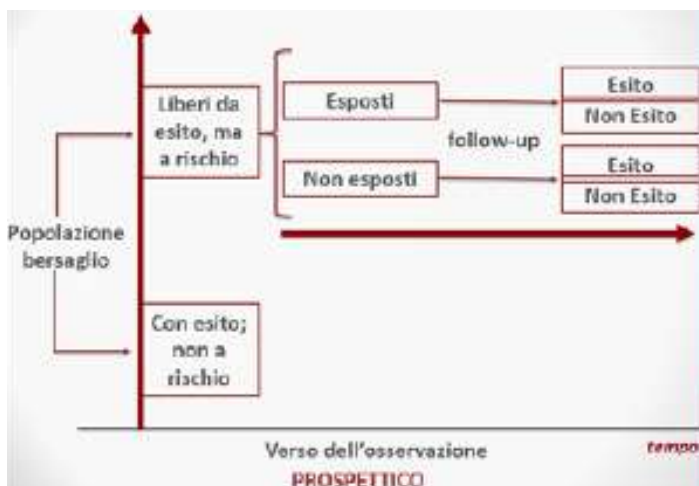 Liberi da
esito, ma
a rischio
Esposti
Non esposti
follow-up
Esito
Non Esito
Esito
Non Esito
Popolazione
bersaglio
Con esito;
non a
rischio
Verso dell'osservazione
tempo
PROSPETTICO